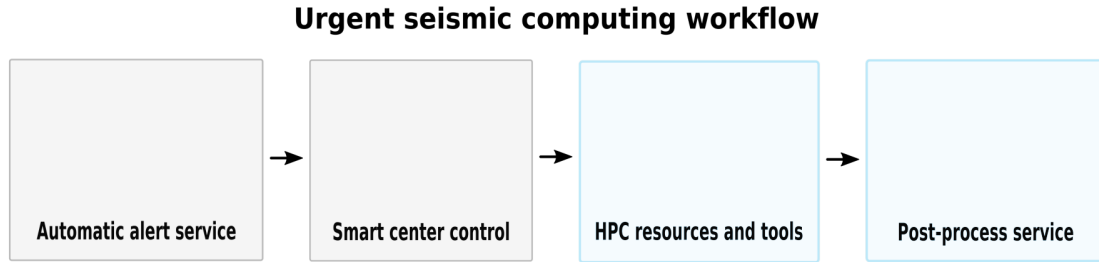 Urgent seismic computing workflow
Automatic alert service
Smart center control
HPC resources and tools
Post-process service